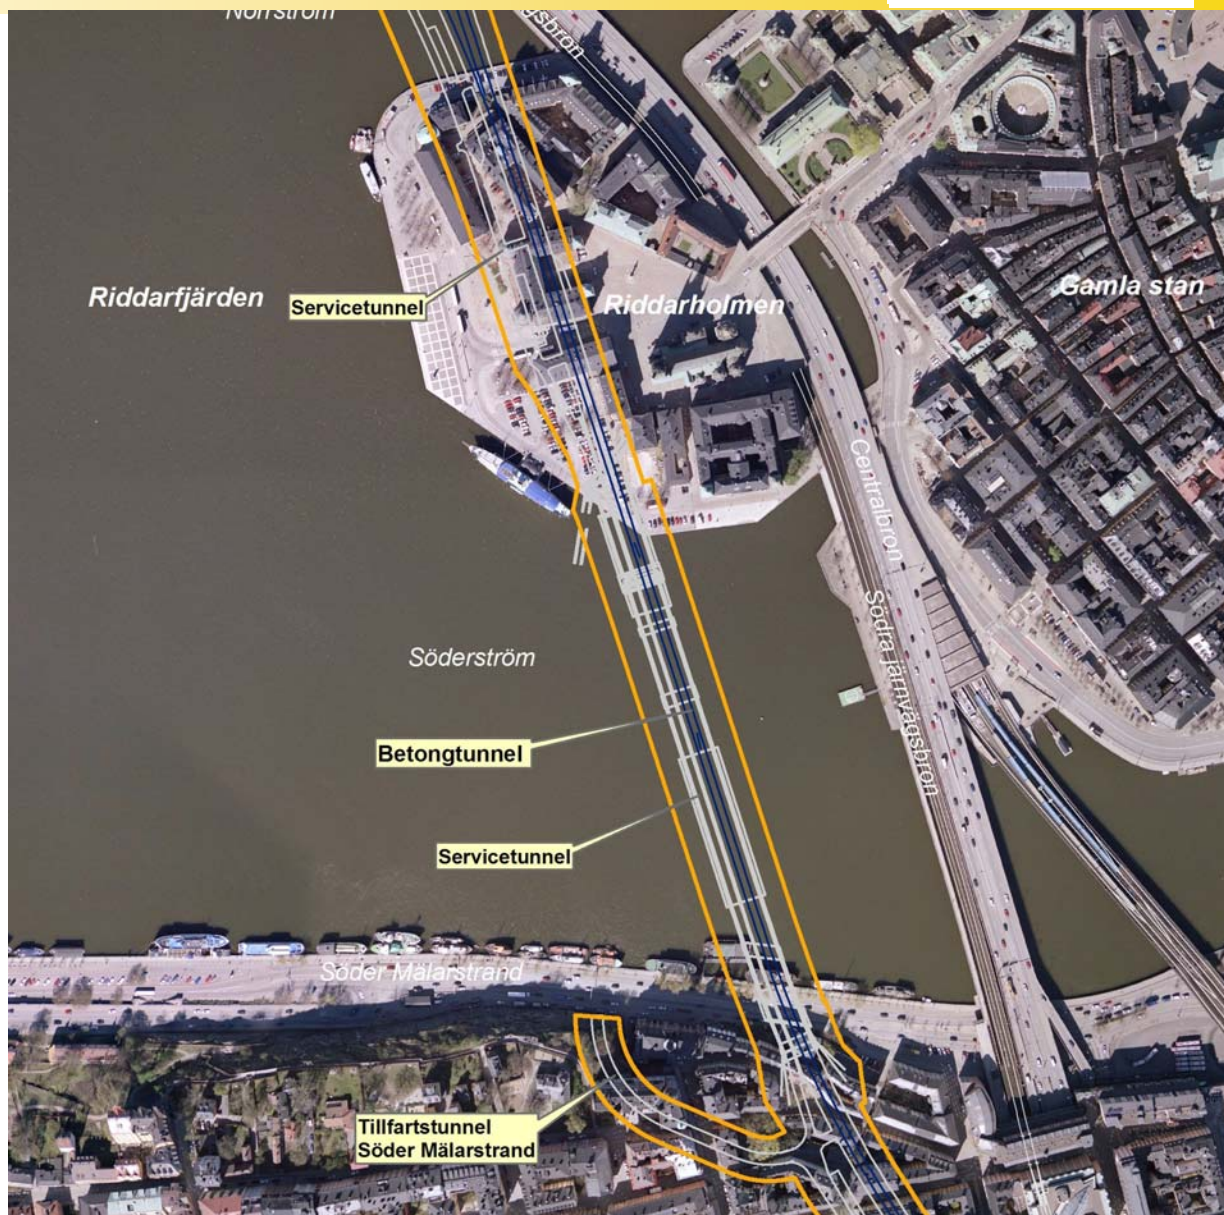 Norrström
Riddarfjärden
Servicetunnel
Riddarholmen
Gamla stan
Centralbron
Södra järnvägsbron
Söderström
Betongtunnel
Servicetunnel
Söder Mälarstrand
Tillfartstunnel
Söder Mälarstrand